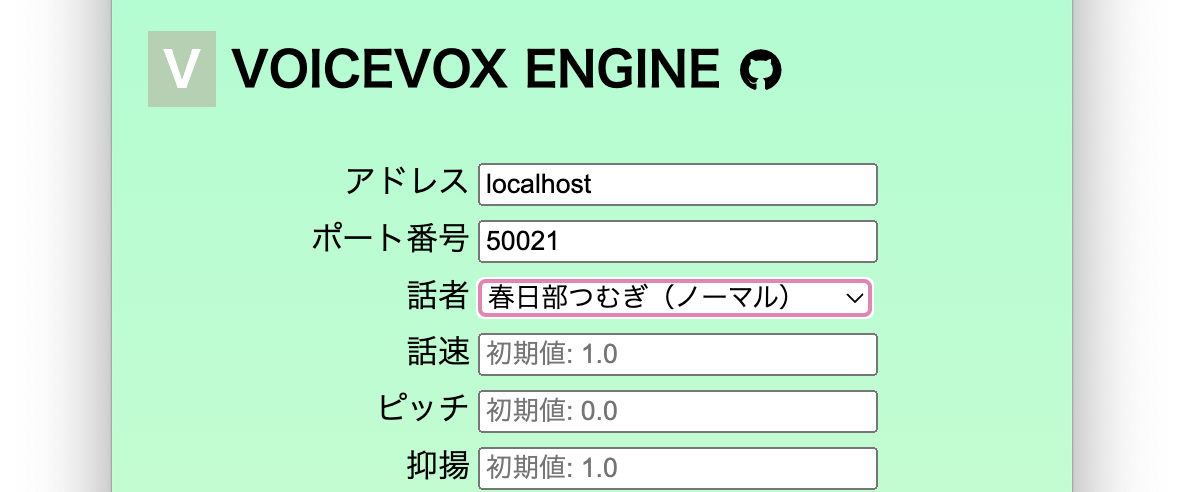 V VOICEVOX ENGINE
アドレス localhost
ポート番号 50021
話者 春日部つむぎ（ノーマル）
話速 初期値: 1.0
ピッチ 初期値: 0.0
抑揚 初期値: 1.0